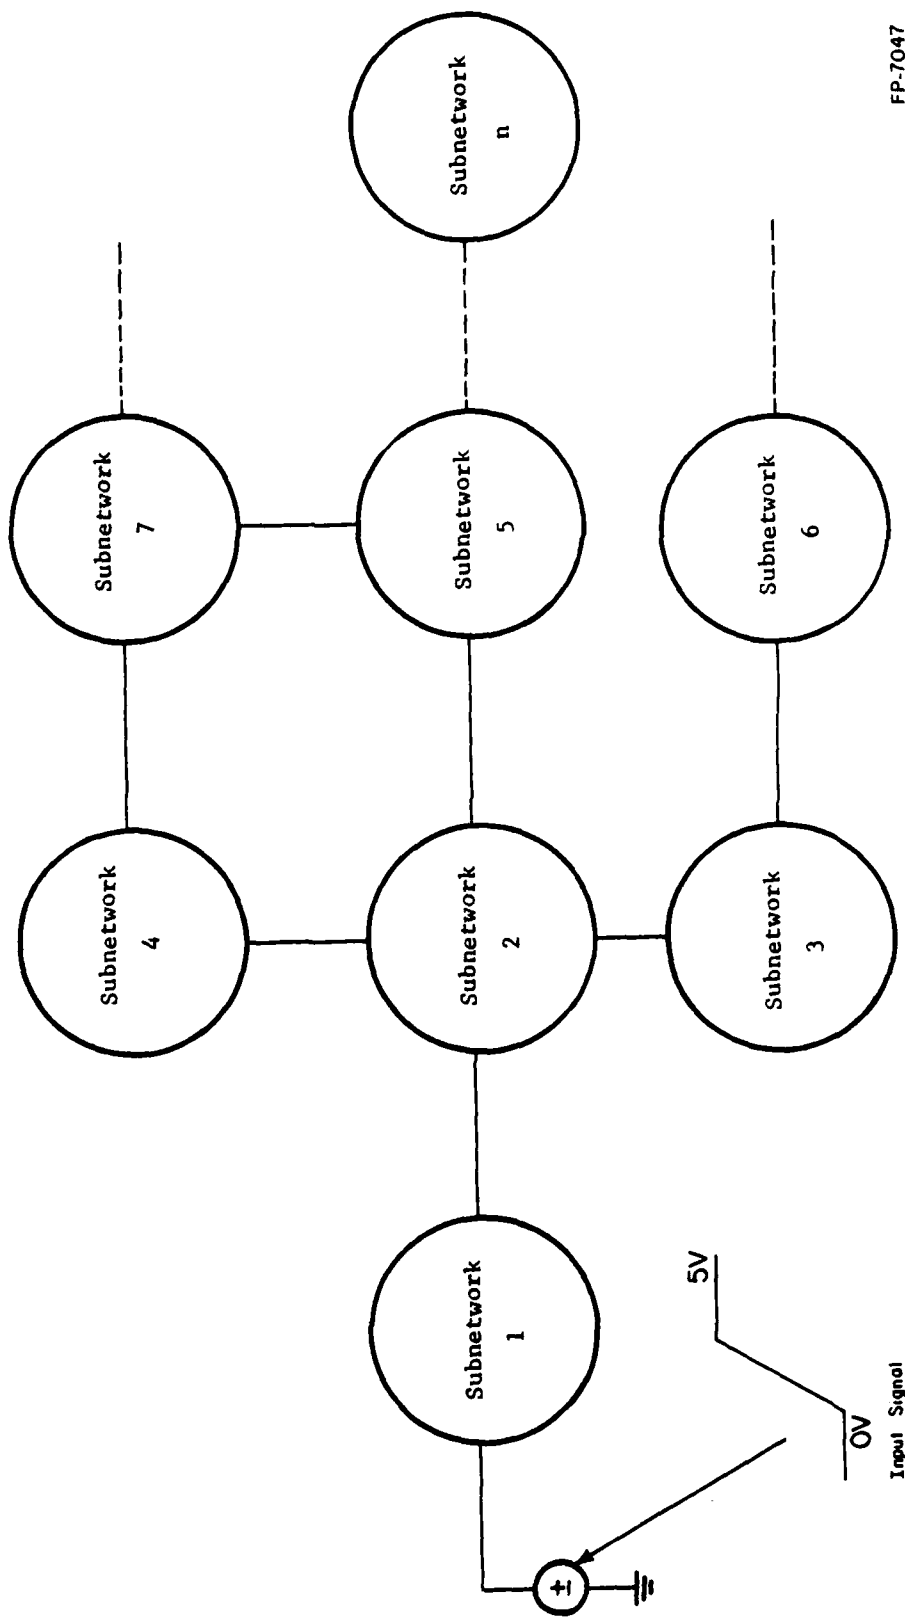 Subnetwork
7
Subnetwork
4
Subnetwork
n
Subnetwork
5
Subnetwork
2
Subnetwork
1
Subnetwork
6
Subnetwork
3
±
5V
0V
Input Signal
FP-7047